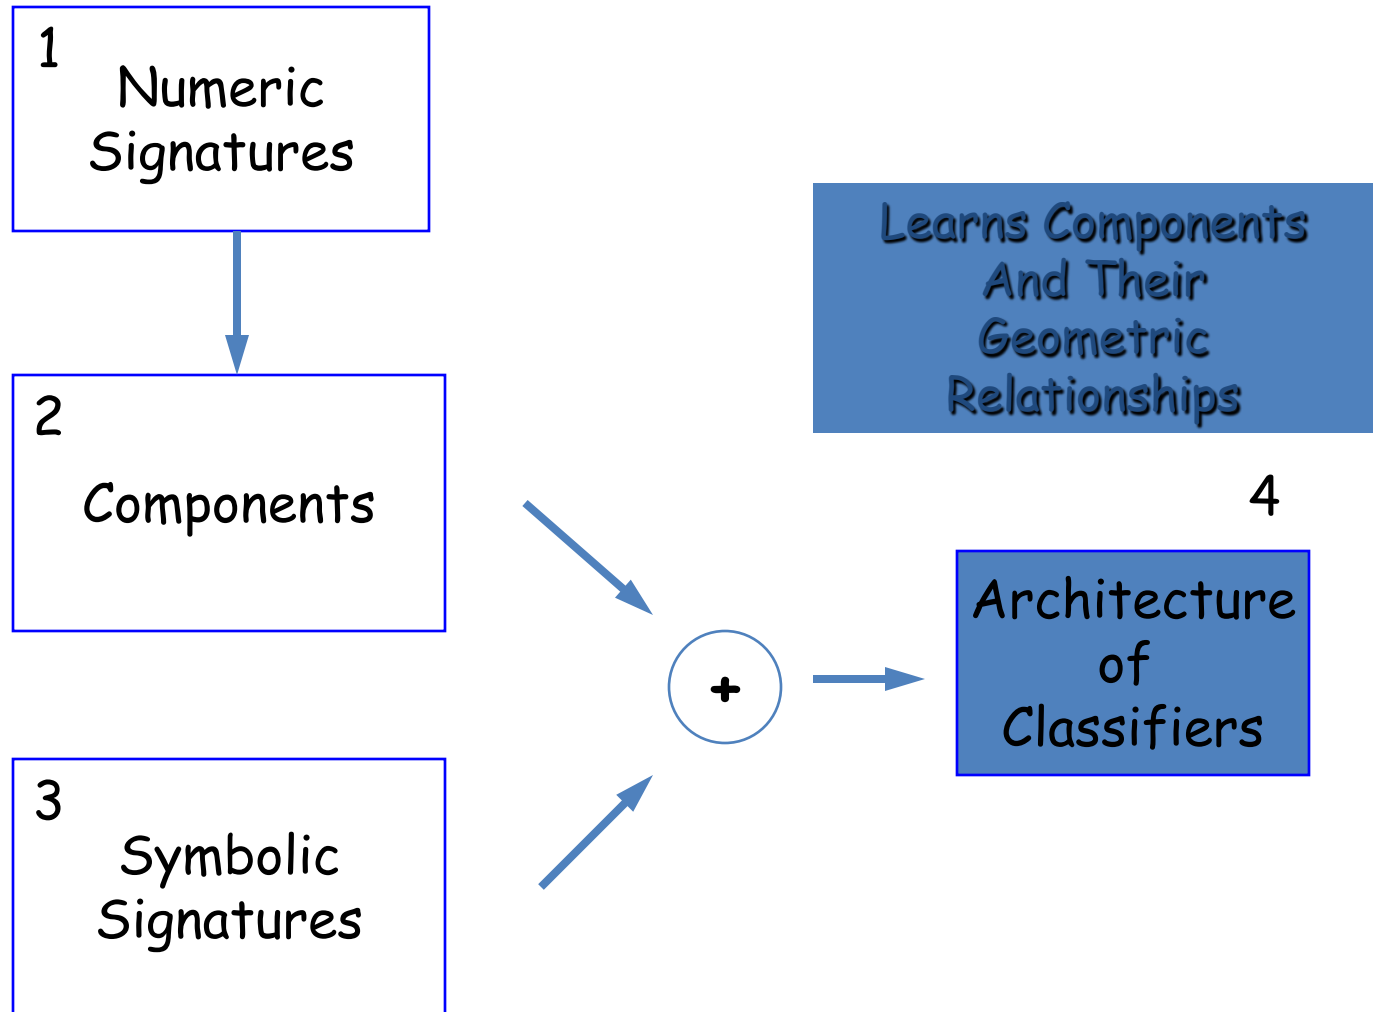 1
Numeric
Signatures
Learns Components
And Their
Geometric
Relationships
2
Components
4
Architecture
of
Classifiers
+
3
Symbolic
Signatures